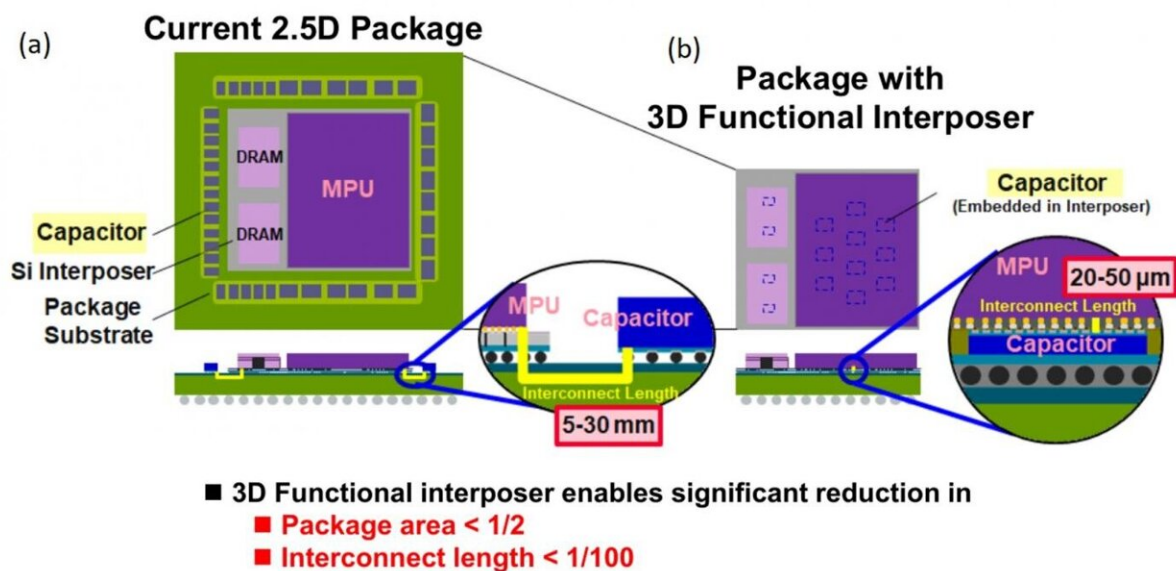 (a)
Current 2.5D Package
DRAM
MPU
DRAM
Capacitor
Si Interposer
Package
Substrate
MPU
Capacitor
Interconnect Length
5-30 mm
(b)
Package with
3D Functional Interposer
Capacitor
(Embedded in Interposer)
MPU
20-50 μm
Interconnect Length
Capacitor
■ 3D Functional interposer enables significant reduction in
■ Package area < 1/2
■ Interconnect length < 1/100